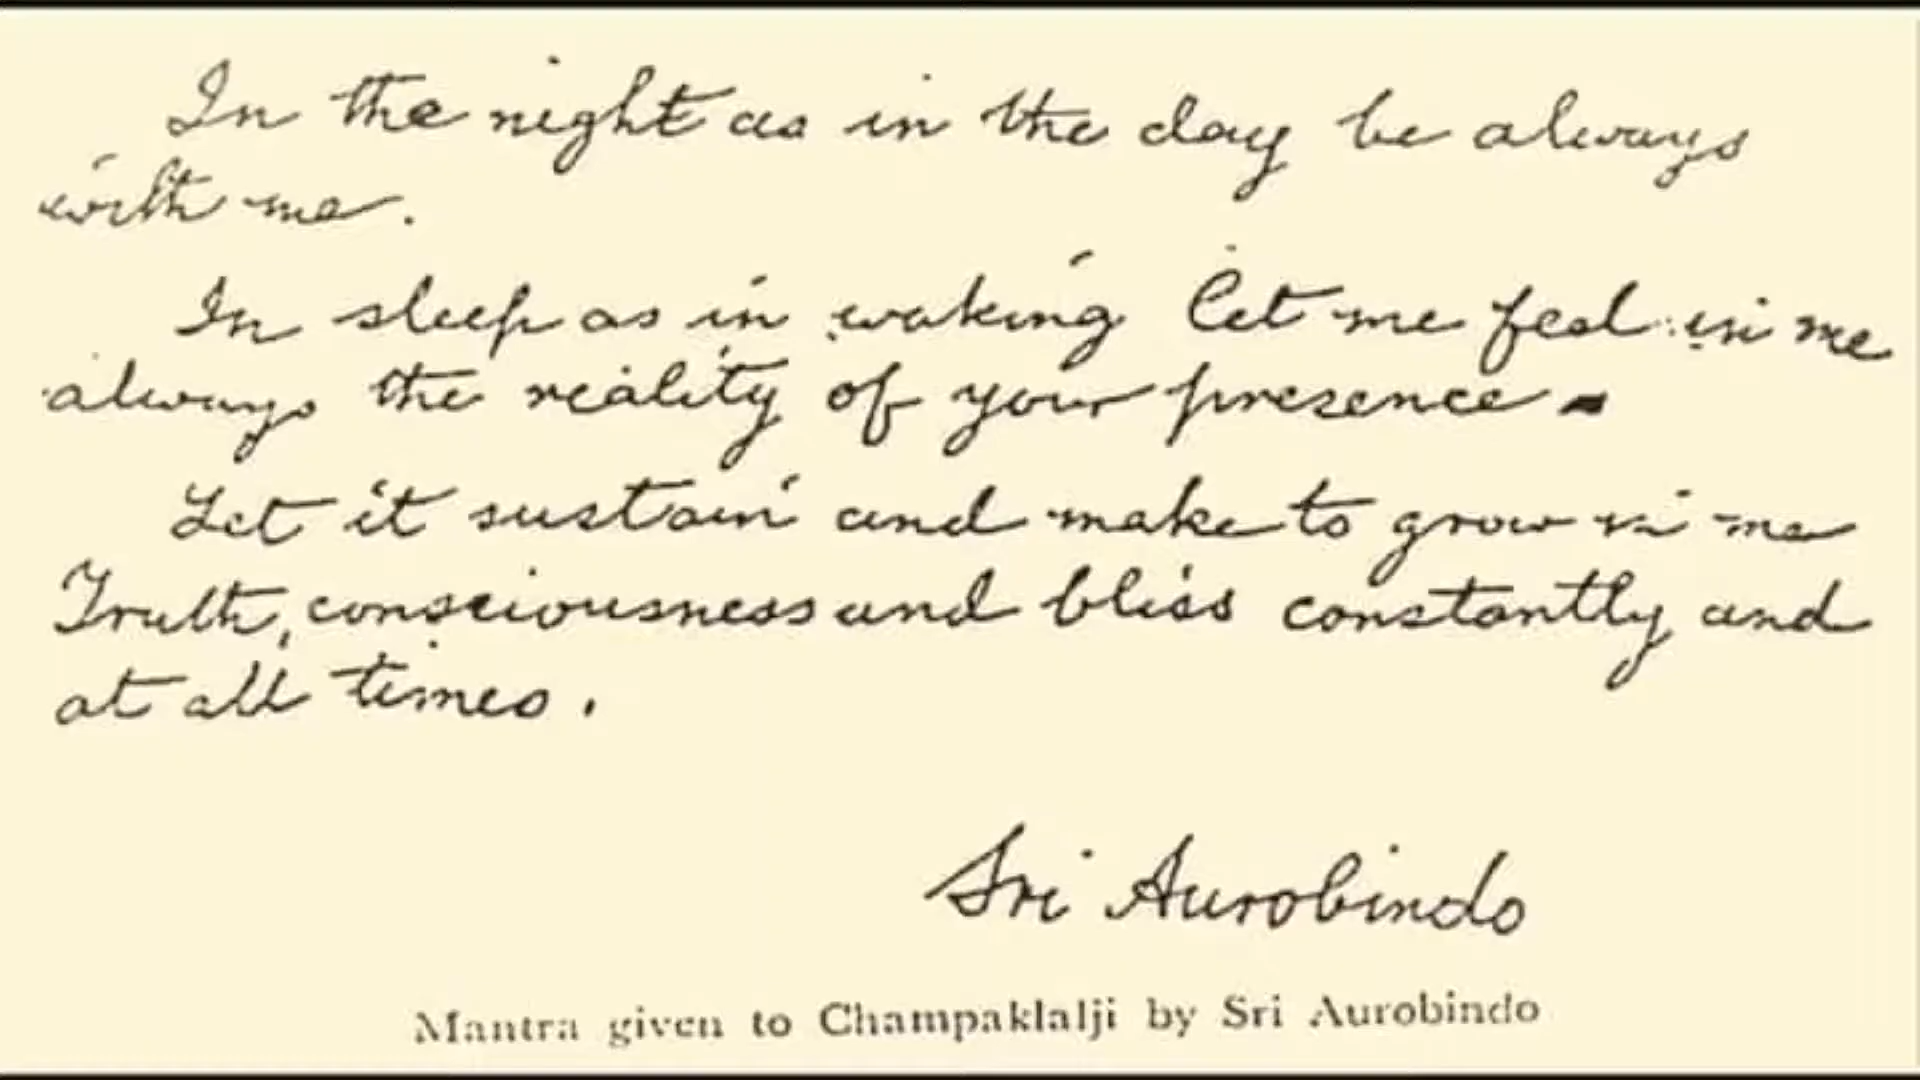 In the night as in the day be always
with me.
In sleep as in waking let me feel in me
always the reality of your presence.
Let it sustain and make to grow in me
Truth, consciousness and bliss constantly and
at all times.
Sri Aurobindo
Mantra given to Champaklalji by Sri Aurobindo